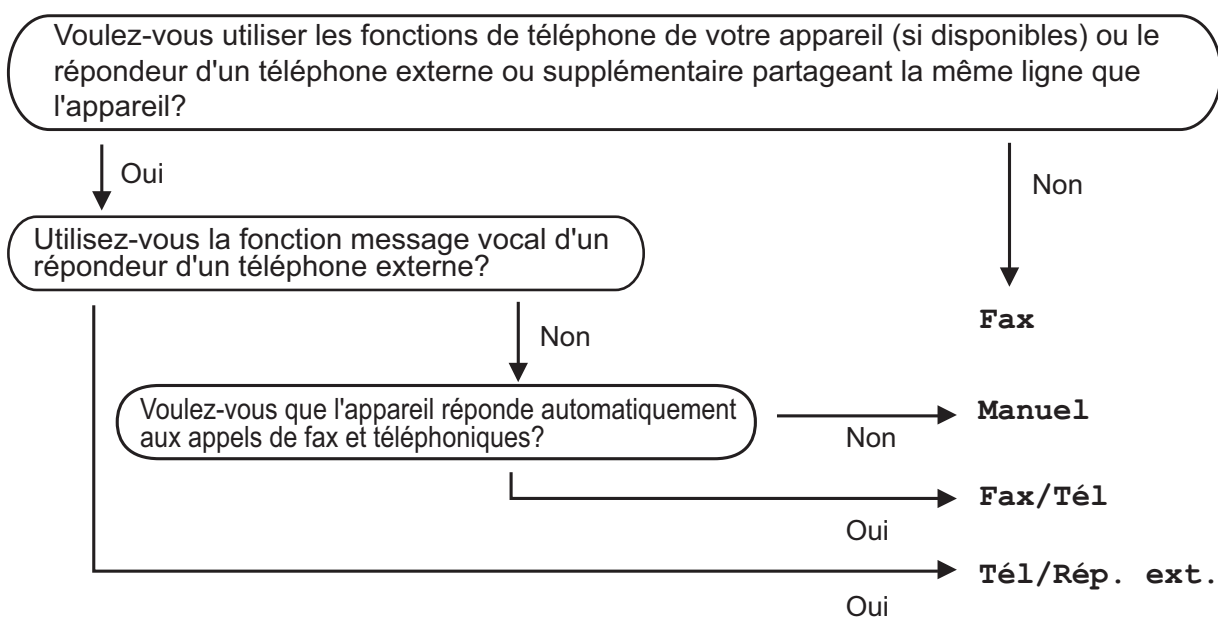 Voulez-vous utiliser les fonctions de téléphone de votre appareil (si disponibles) ou le
répondeur d'un téléphone externe ou supplémentaire partageant la même ligne que
l'appareil?
Oui
Non
Utilisez-vous la fonction message vocal d'un
répondeur d'un téléphone externe?
Non
Fax
Voulez-vous que l'appareil réponde automatiquement
aux appels de fax et téléphoniques?
Non
Manuel
Oui
Fax/Tél
Oui
Tél/Rép. ext.